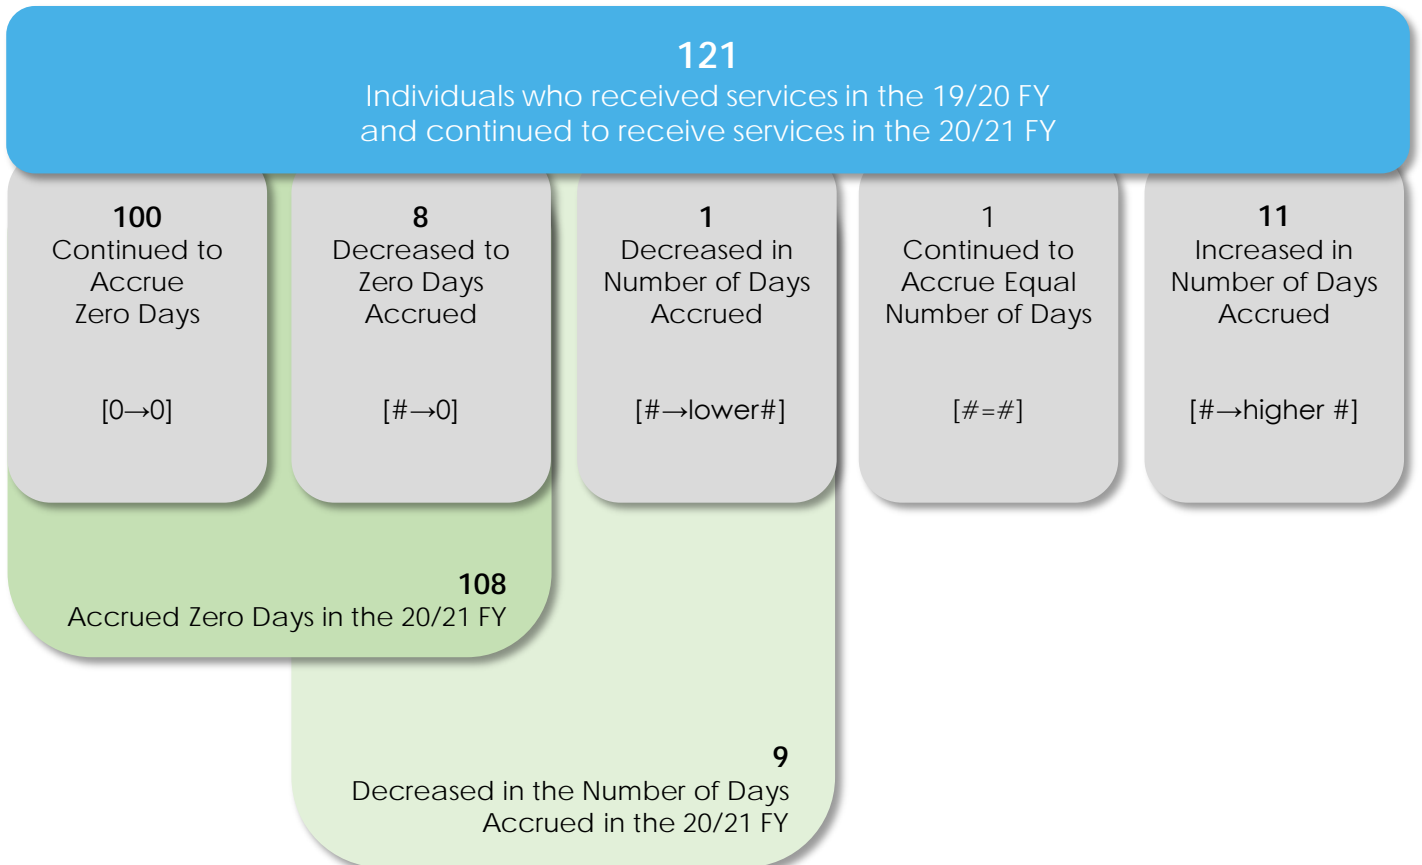 121
Individuals who received services in the 19/20 FY
and continued to receive services in the 20/21 FY
100
Continued to
Accrue
Zero Days
[0→0]
8
Decreased to
Zero Days
Accrued
[#→0]
1
Decreased in
Number of Days
Accrued
[#→lower#]
1
Continued to
Accrue Equal
Number of Days
[#=#]
11
Increased in
Number of Days
Accrued
[#→higher #]
108
Accrued Zero Days in the 20/21 FY
9
Decreased in the Number of Days
Accrued in the 20/21 FY